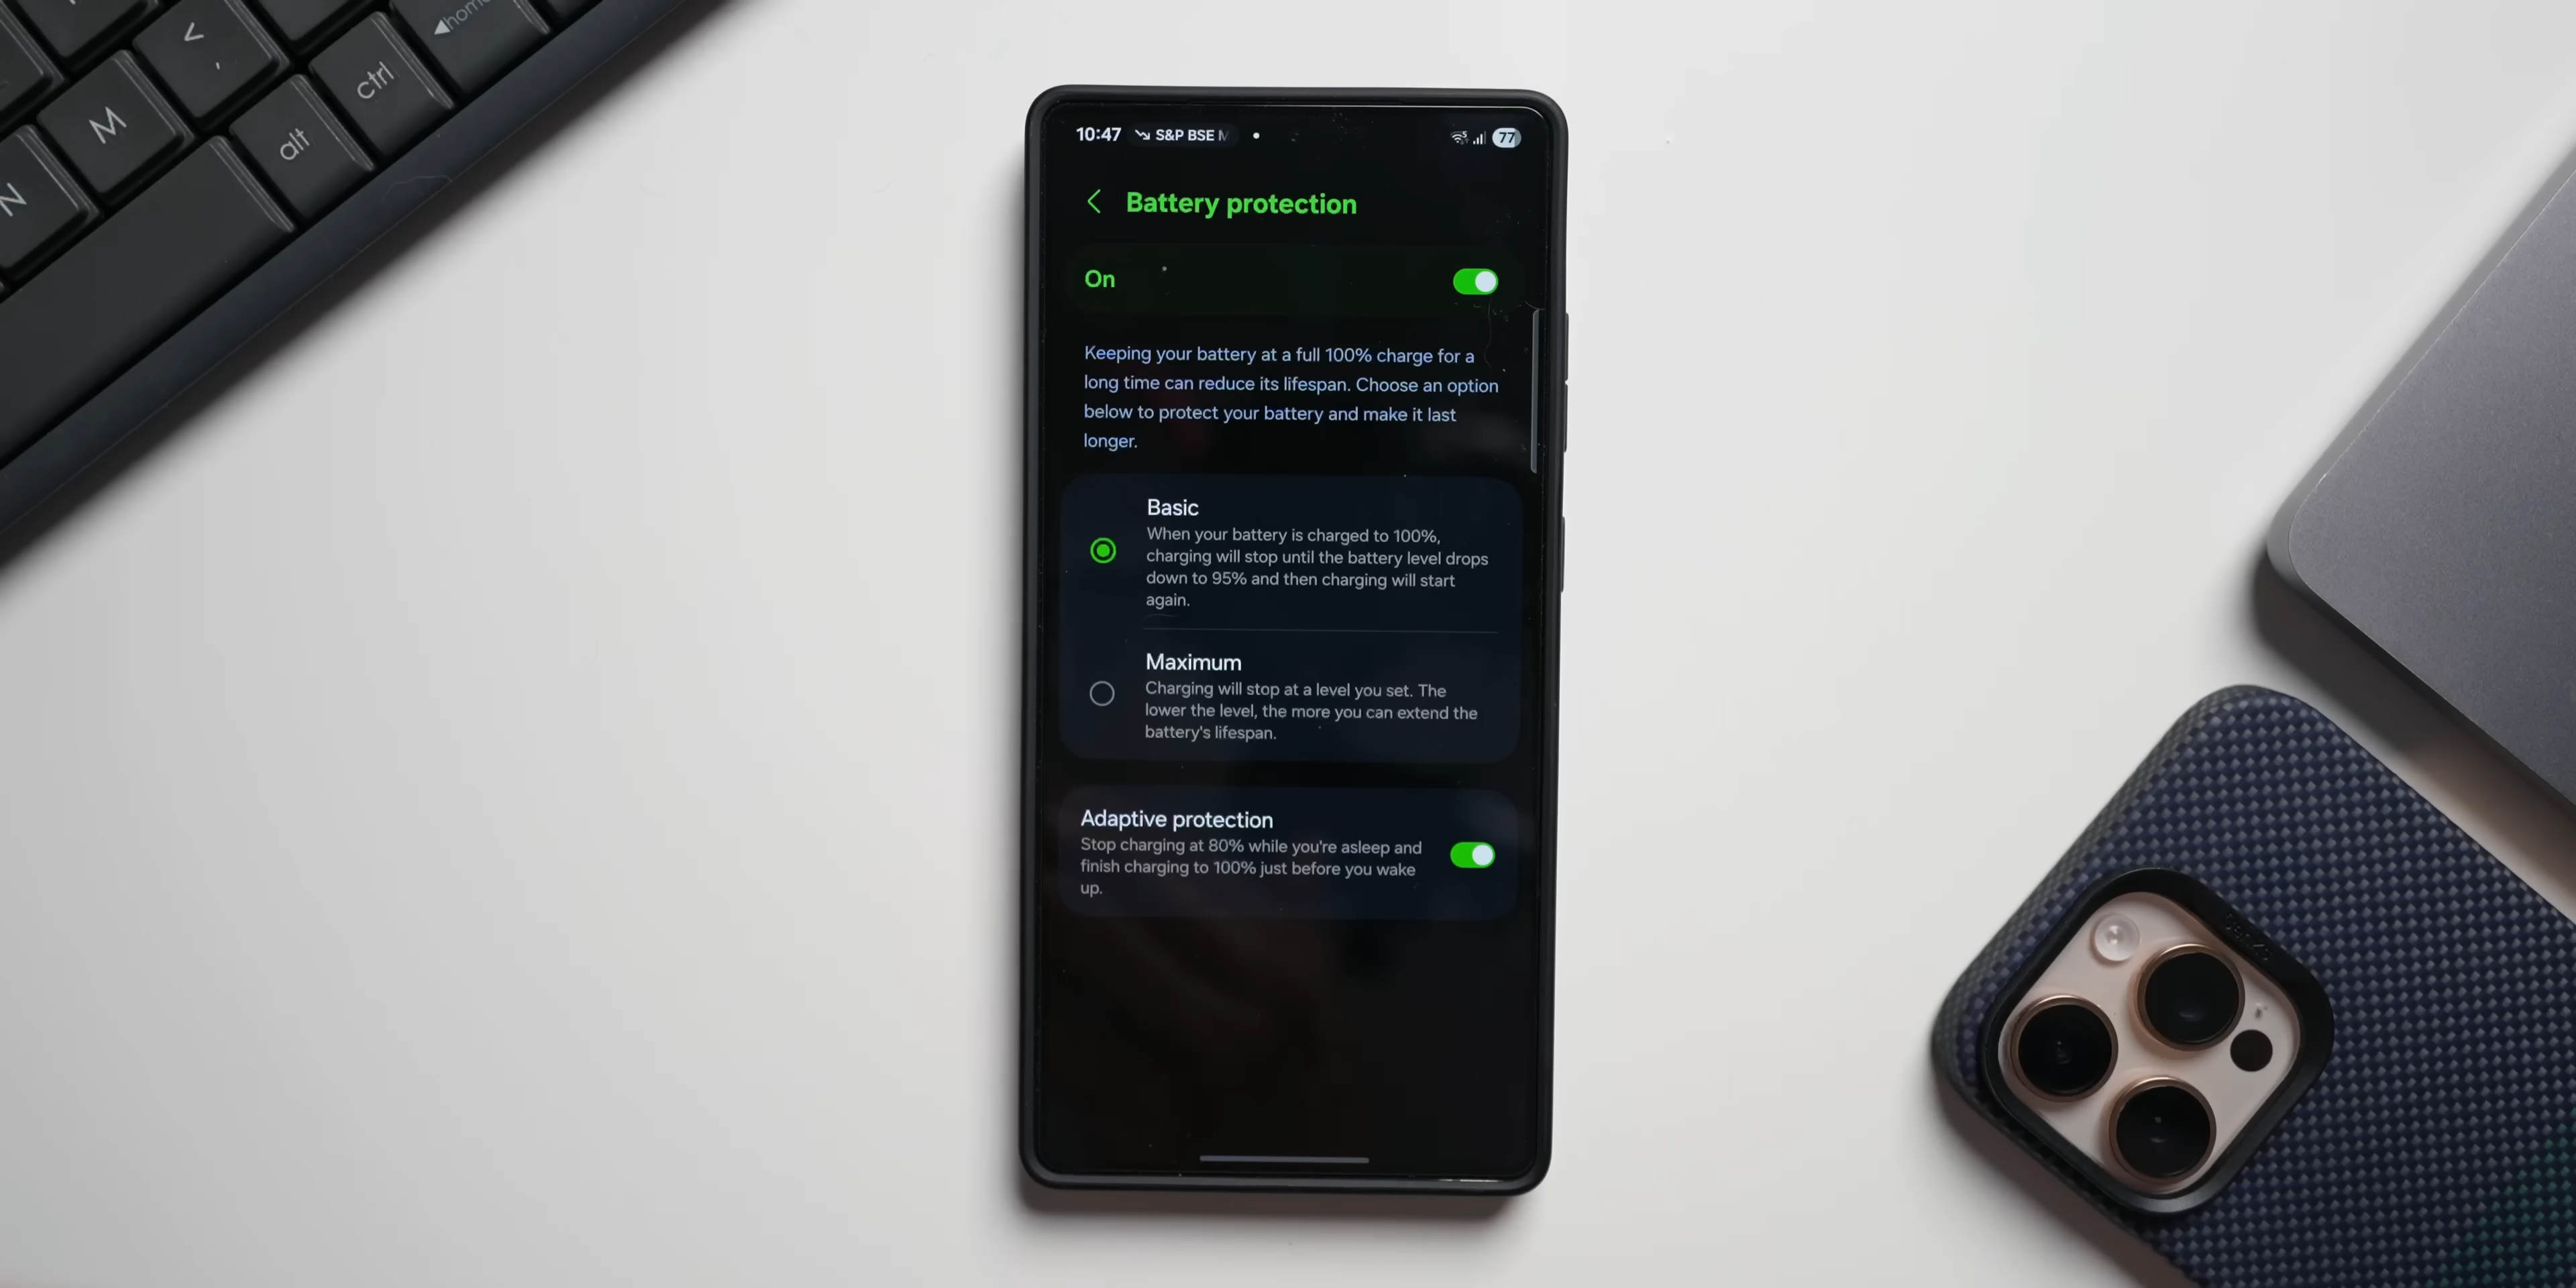 home
< ,
ctrl
M
alt
N
10:47 S&P BSE M 77
Battery protection
On
Keeping your battery at a full 100% charge for a
long time can reduce its lifespan. Choose an option
below to protect your battery and make it last
longer.
Basic
When your battery is charged to 100%,
charging will stop until the battery level drops
down to 95% and then charging will start
again.
Maximum
Charging will stop at a level you set. The
lower the level, the more you can extend the
battery's lifespan.
Adaptive protection
Stop charging at 80% while you're asleep and
finish charging to 100% just before you wake
up.